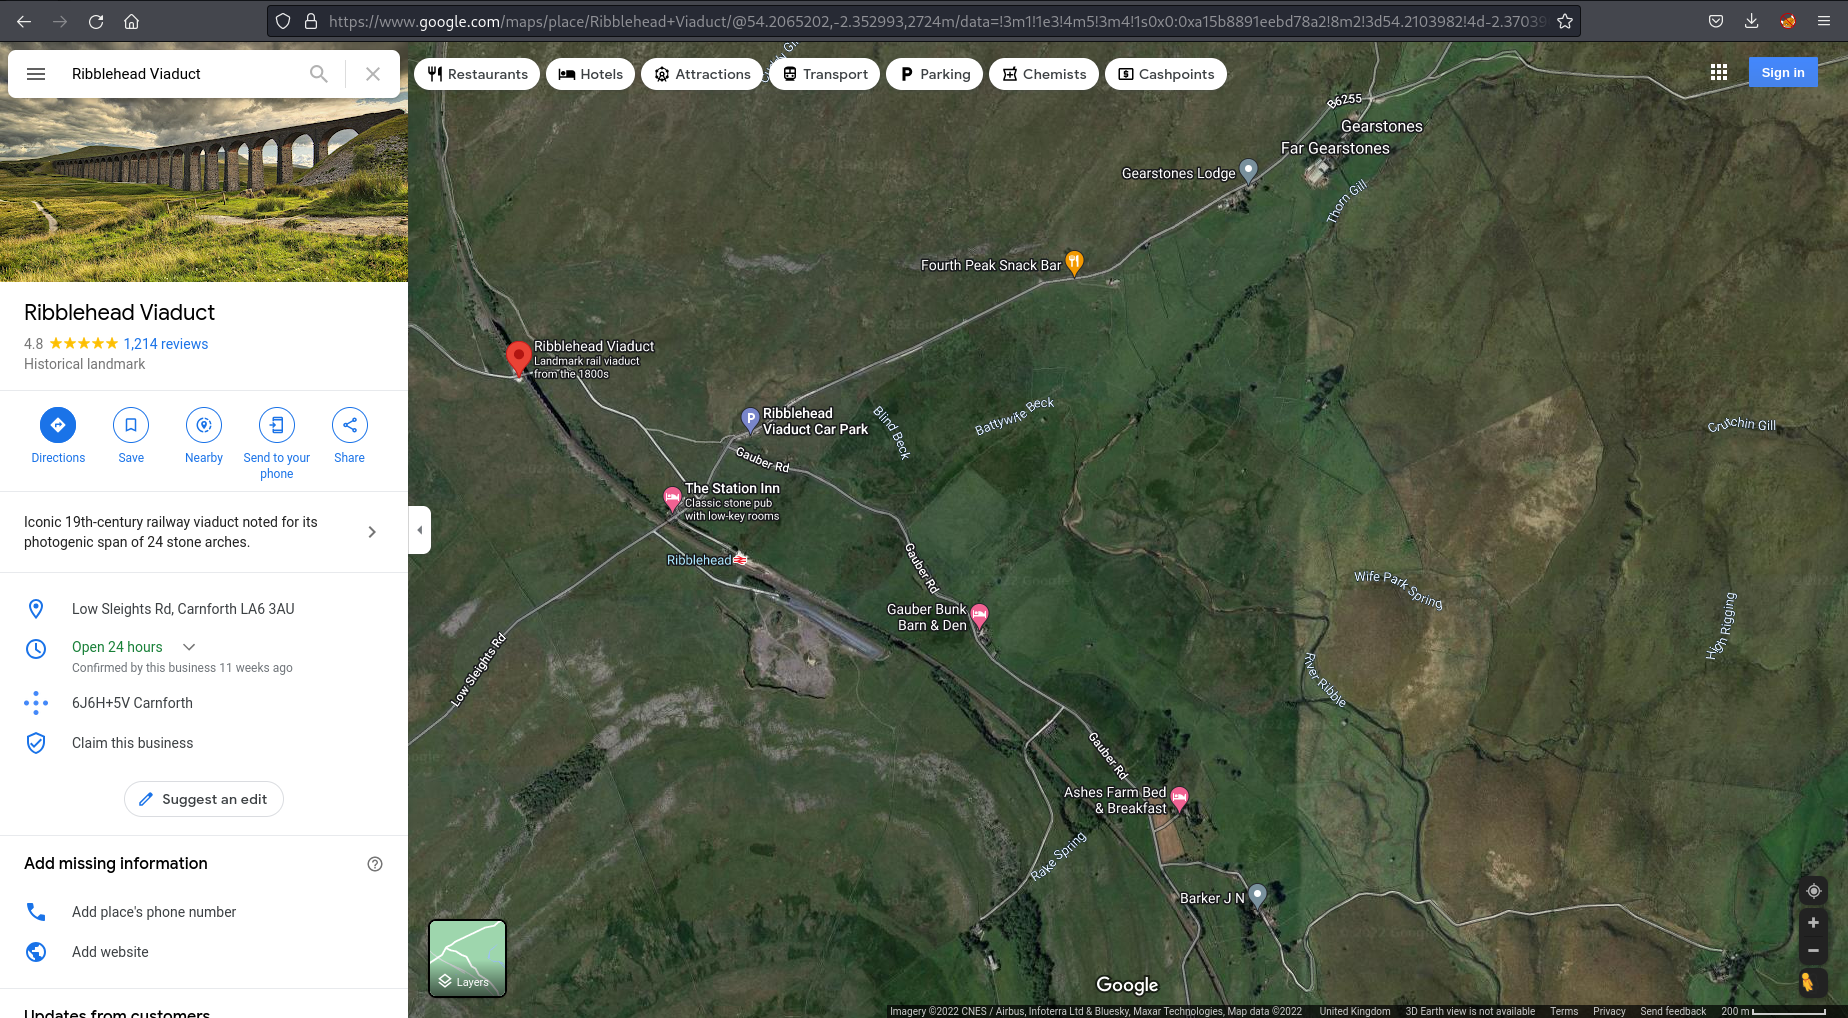 https://www.google.com/maps/place/Ribblehead+Viaduct/@54.2065202,-2.352993,2724m/data=!3m1!1e3!4m5!3m4!1s0x0:0xa15b8891eebd78a2!8m2!3d54.2103982!4d-2.37039
Ribblehead Viaduct
Restaurants
Hotels
Attractions
Transport
Parking
Chemists
Cashpoints
Sign in
Ribblehead Viaduct
4.8
1,214 reviews
Historical landmark
Directions
Save
Nearby
Send to your
phone
Share
Iconic 19th-century railway viaduct noted for its
photogenic span of 24 stone arches.
Low Sleights Rd, Carnforth LA6 3AU
Open 24 hours
Confirmed by this business 11 weeks ago
6J6H+5V Carnforth
Claim this business
Suggest an edit
Add missing information
Add place's phone number
Add website
Updates from customers
B6255
Gearstones
Far Gearstones
Gearstones Lodge
Thorn Gill
Fourth Peak Snack Bar
Ribblehead Viaduct
Landmark rail viaduct
from the 1800s
P
Ribblehead
Viaduct Car Park
Blind Beck
Battywife Beck
Crutchin Gill
Gauber Rd
The Station Inn
Classic stone pub
with low-key rooms
Ribblehead
Gauber Rd
Wife Park Spring
High Rigging
Gauber Bunk
Barn & Den
Low Sleights Rd
River Ribble
Gauber Rd
Ashes Farm Bed
& Breakfast
Rake Spring
Barker J N
Layers
Google
Imagery ©2022 CNES / Airbus, Infoterra Ltd & Bluesky, Maxar Technologies, Map data ©2022
United Kingdom
3D Earth view is not available
Terms
Privacy
Send feedback
200 m